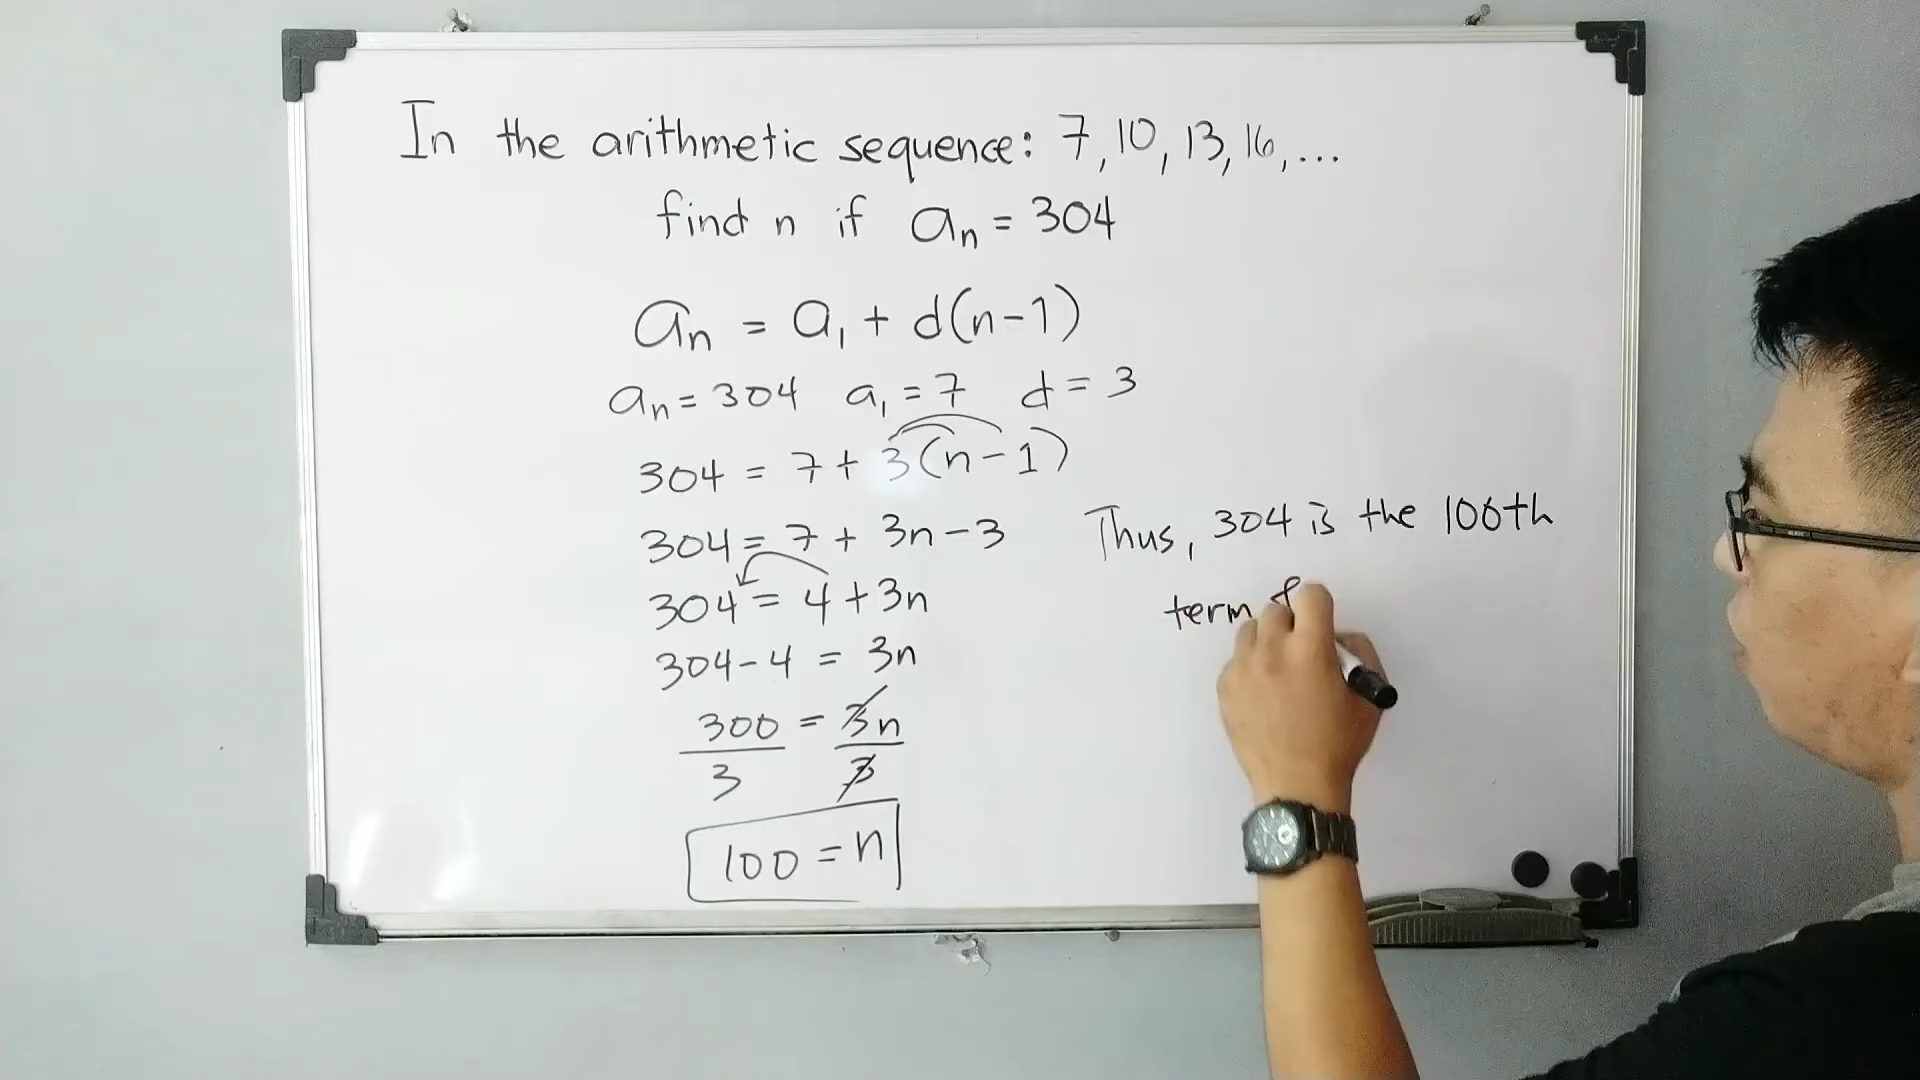 In the arithmetic sequence: 7, 10, 13, 16, ...
find n if aₙ = 304
aₙ = a₁ + d(n-1)
aₙ = 304 a₁ = 7 d = 3
304 = 7 + 3(n-1)
304 = 7 + 3n - 3
304 = 4 + 3n
304 - 4 = 3n
300 = 3n
3 3
100 = n
Thus, 304 is the 100th
term